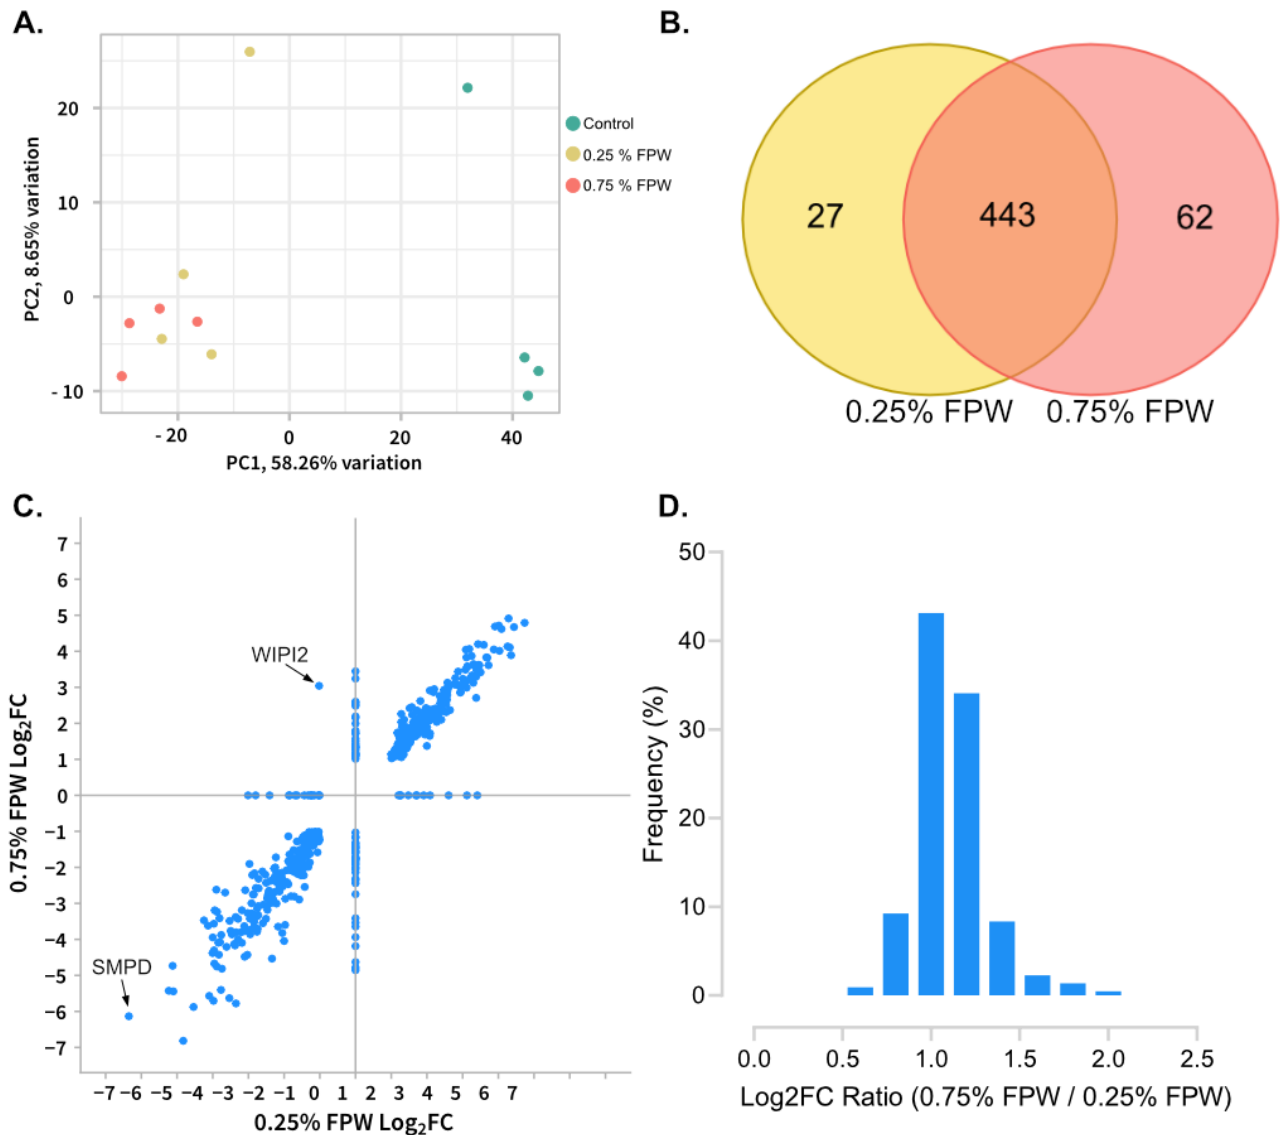 A.
20
10
0
- 10
- 20
0
20
40
PC2, 8.65% variation
PC1, 58.26% variation
Control
0.25 % FPW
0.75 % FPW
B.
27
443
62
0.25% FPW
0.75% FPW
C.
7
6
5
4
3
2
1
0
−1
−2
−3
−4
−5
−6
−7
0.75% FPW Log2FC
WIPI2
SMPD
−7 −6 −5 −4 −3 −2 −1 0 1 2 3 4 5 6 7
0.25% FPW Log2FC
D.
50
40
30
20
10
0
Frequency (%)
0.0 0.5 1.0 1.5 2.0 2.5
Log2FC Ratio (0.75% FPW / 0.25% FPW)